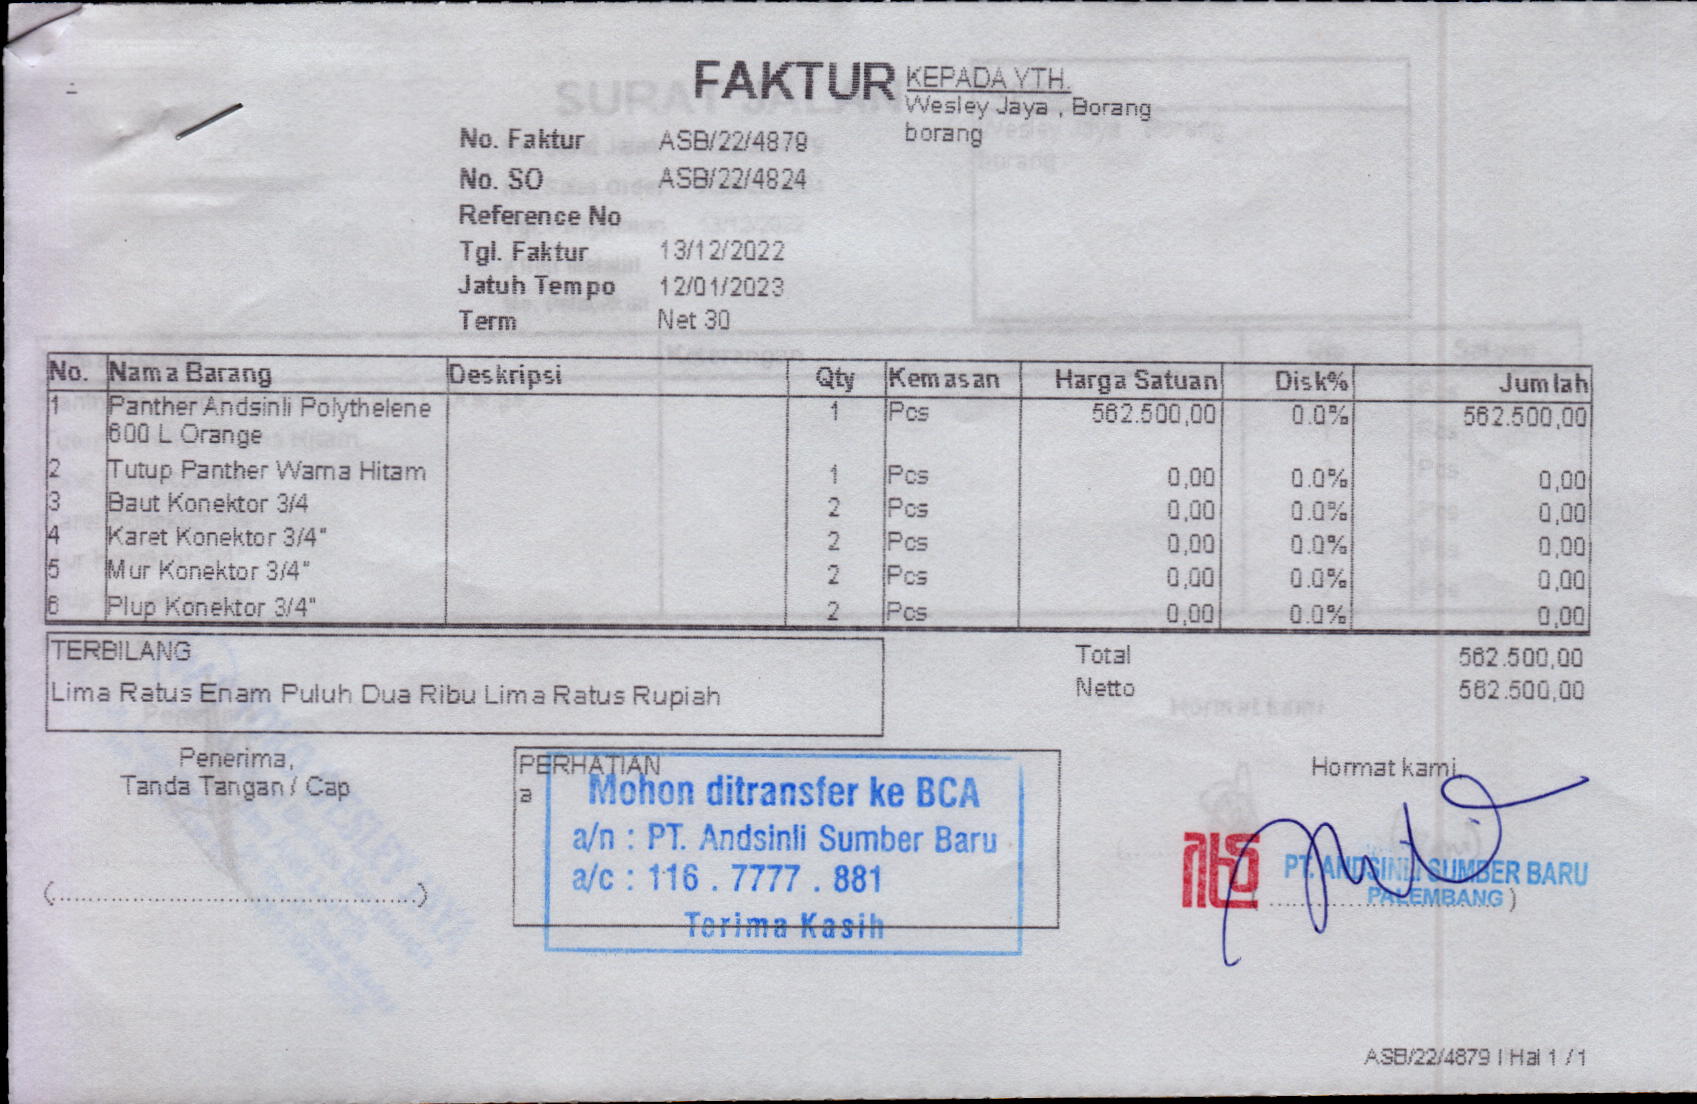 FAKTUR
KEPADA YTH.
Wesley Jaya , Borang
borang
No. Faktur ASB/22/4879
No. SO ASB/22/4824
Reference No
Tgl. Faktur 13/12/2022
Jatuh Tempo 12/01/2023
Term Net 30
No. Nama Barang Deskripsi Qty Kemasan Harga Satuan Disk% Jumlah
1 Panther Andsinli Polythelene 1 Pcs 562.500,00 0.0% 562.500,00
600 L Orange
2 Tutup Panther Warna Hitam 1 Pcs 0,00 0.0% 0,00
3 Baut Konektor 3/4 2 Pcs 0,00 0.0% 0,00
4 Karet Konektor 3/4" 2 Pcs 0,00 0.0% 0,00
5 Mur Konektor 3/4" 2 Pcs 0,00 0.0% 0,00
6 Plup Konektor 3/4" 2 Pcs 0,00 0.0% 0,00
TERBILANG
Lima Ratus Enam Puluh Dua Ribu Lima Ratus Rupiah
Total 562.500,00
Netto 562.500,00
Penerima,
Tanda Tangan / Cap
(..................................................)
PERHATIAN
a
Mohon ditransfer ke BCA
a/n : PT. Andsinli Sumber Baru
a/c : 116 . 7777 . 881
Terima Kasih
Hormat kami
PT. ANDSINLI SUMBER BARU
PALEMBANG
ASB/22/4879 | Hal 1 / 1